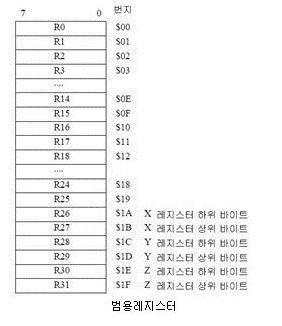 7 0 번지
R0 $00
R1 $01
R2 $02
R3 $03
....
R14 $0E
R15 $0F
R16 $10
R17 $11
R18 $12
....
R24 $18
R25 $19
R26 $1A X 레지스터 하위 바이트
R27 $1B X 레지스터 상위 바이트
R28 $1C Y 레지스터 하위 바이트
R29 $1D Y 레지스터 상위 바이트
R30 $1E Z 레지스터 하위 바이트
R31 $1F Z 레지스터 상위 바이트
범용레지스터